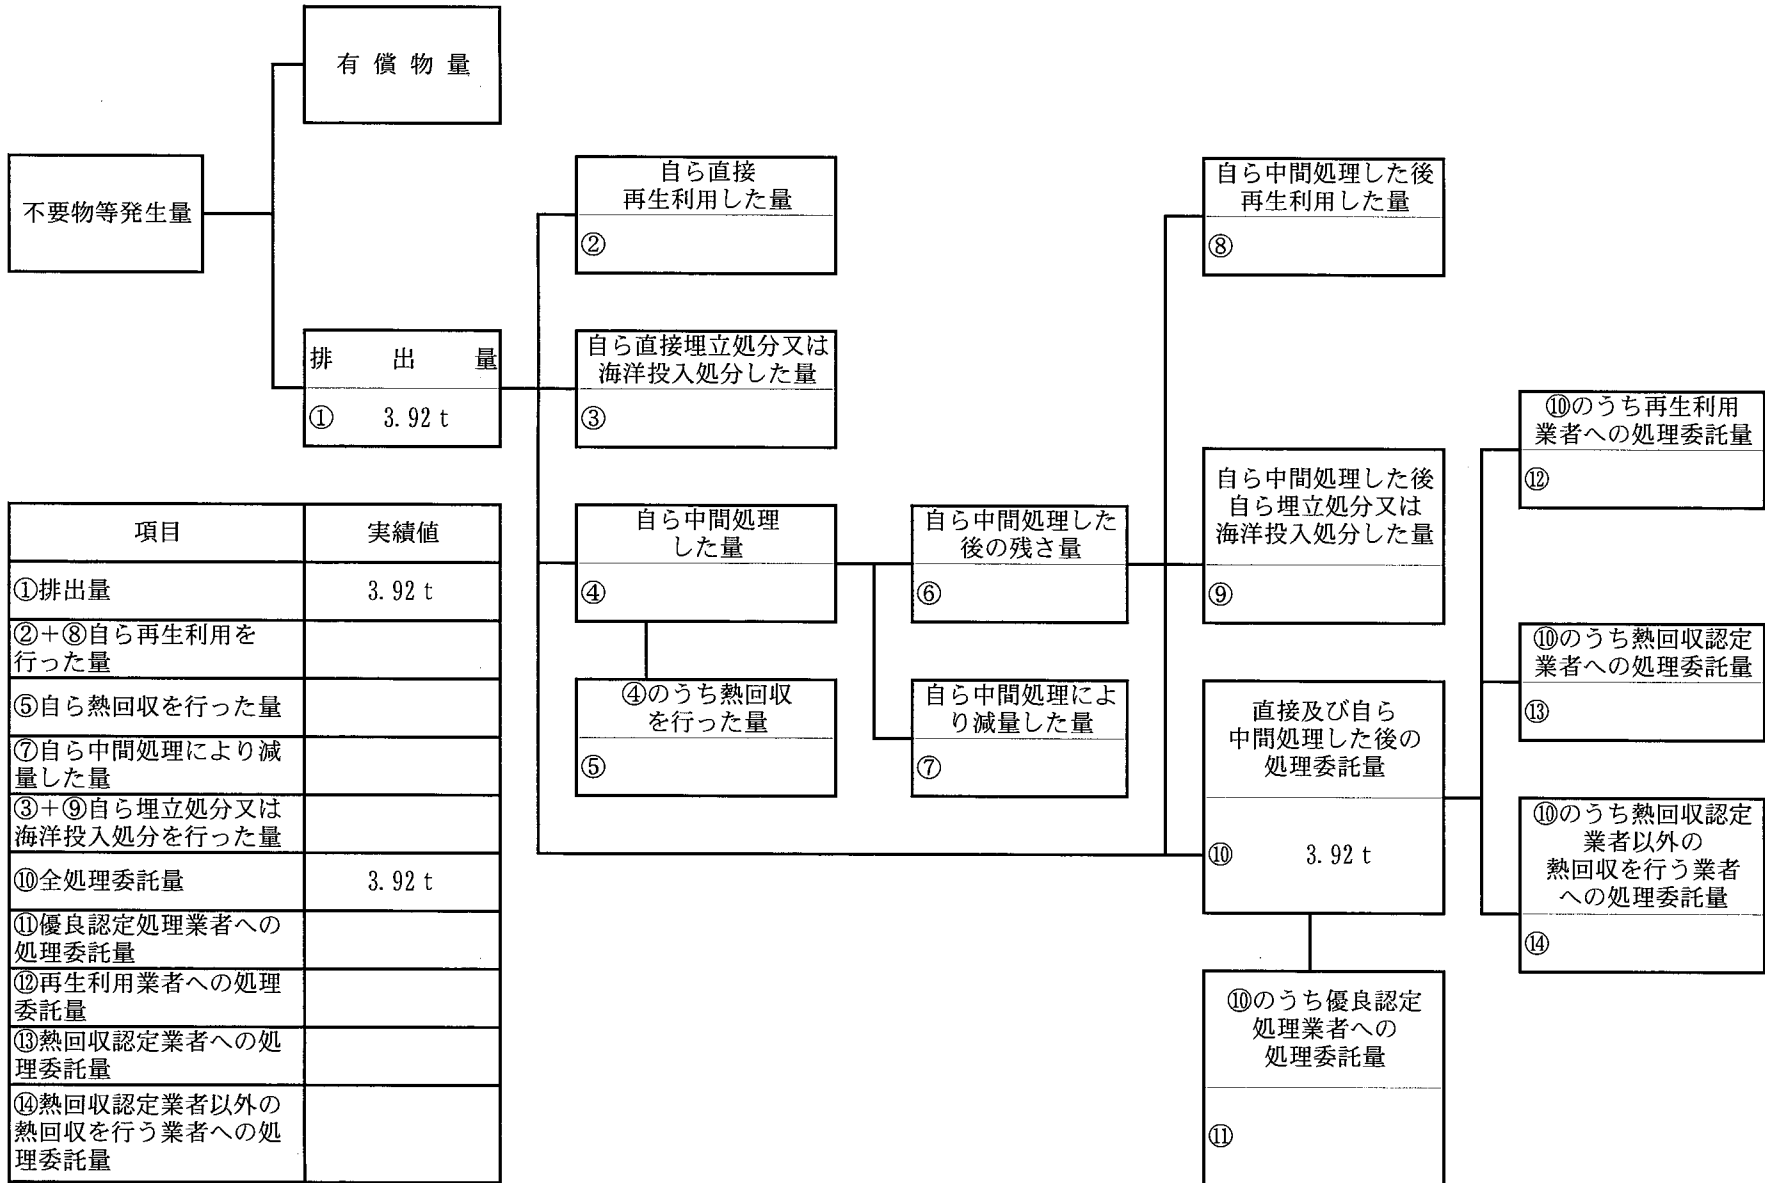 有償物量
不要物等発生量
排出量
① 3.92 t
自ら直接
再生利用した量
②
自ら直接埋立処分又は
海洋投入処分した量
③
自ら中間処理
した量
④
④のうち熱回収
を行った量
⑤
自ら中間処理した
後の残さ量
⑥
自ら中間処理によ
り減量した量
⑦
自ら中間処理した後
再生利用した量
⑧
自ら中間処理した後
自ら埋立処分又は
海洋投入処分した量
⑨
直接及び自ら
中間処理した後の
処理委託量
⑩ 3.92 t
⑩のうち優良認定
処理業者への
処理委託量
⑪
⑩のうち再生利用
業者への処理委託量
⑫
⑩のうち熱回収認定
業者への処理委託量
⑬
⑩のうち熱回収認定
業者以外の
熱回収を行う業者
への処理委託量
⑭
項目 実績値
①排出量 3.92 t
②+⑧自ら再生利用を
行った量
⑤自ら熱回収を行った量
⑦自ら中間処理により減
量した量
③+⑨自ら埋立処分又は
海洋投入処分を行った量
⑩全処理委託量 3.92 t
⑪優良認定処理業者への
処理委託量
⑫再生利用業者への処理
委託量
⑬熱回収認定業者への処
理委託量
⑭熱回収認定業者以外の
熱回収を行う業者への処
理委託量